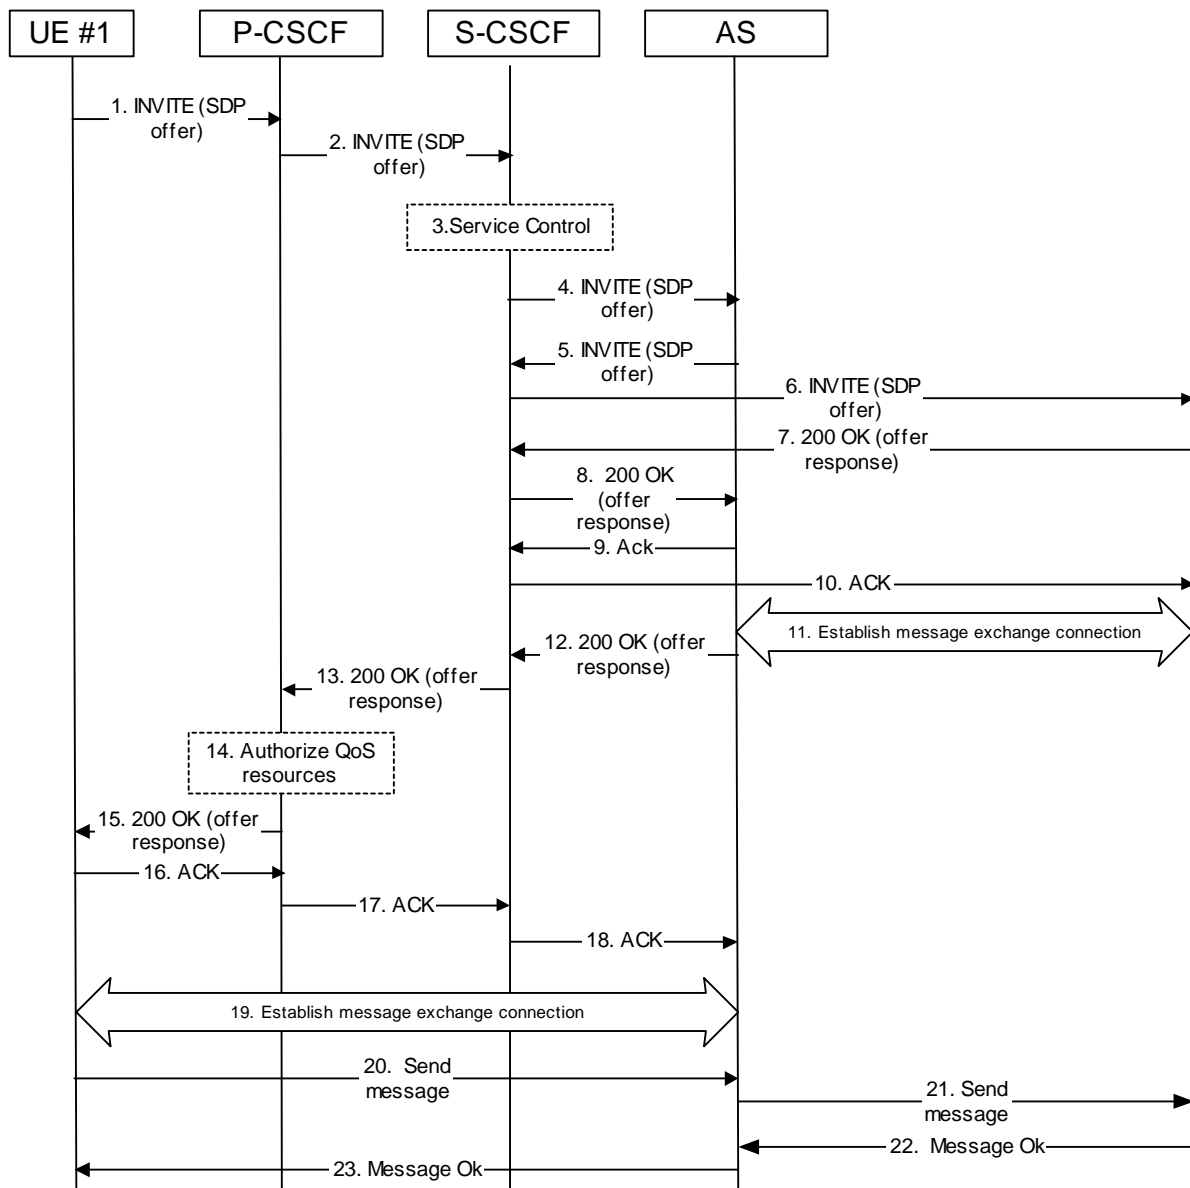 UE #1
P-CSCF
S-CSCF
AS
1. INVITE (SDP
offer)
2. INVITE (SDP
offer)
3.Service Control
4. INVITE (SDP
offer)
5. INVITE (SDP
offer)
6. INVITE (SDP
offer)
7. 200 OK (offer
response)
8. 200 OK
(offer
response)
9. Ack
10. ACK
11. Establish message exchange connection
12. 200 OK (offer
response)
13. 200 OK (offer
response)
14. Authorize QoS
resources
15. 200 OK (offer
response)
16. ACK
17. ACK
18. ACK
19. Establish message exchange connection
20. Send
message
21. Send
message
22. Message Ok
23. Message Ok